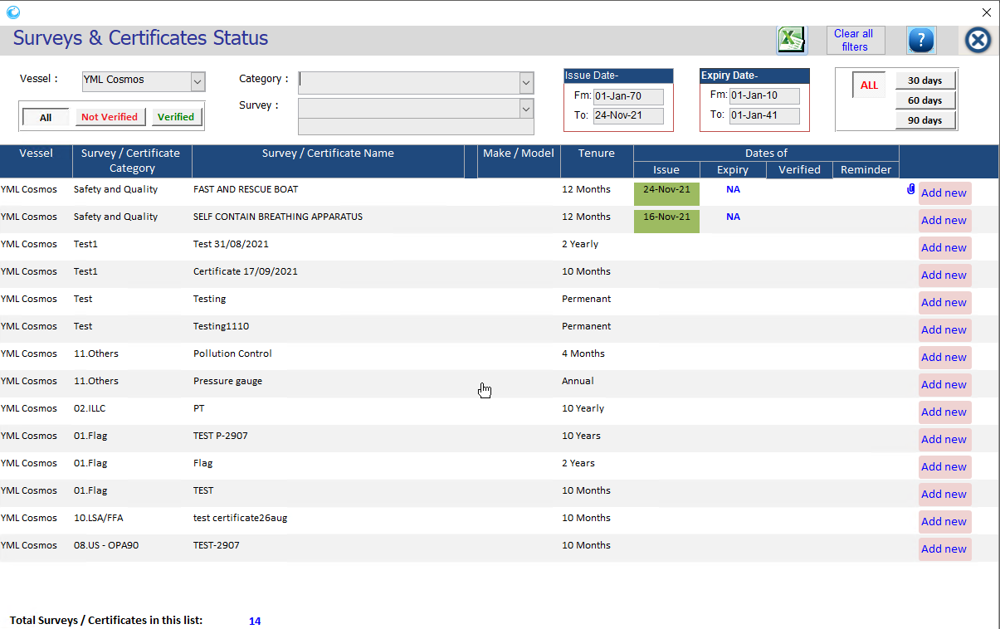 Surveys & Certificates Status
Clear all
filters
?
Vessel :
YML Cosmos
Category :
Survey :
All
Not Verified
Verified
Issue Date-
Fm: 01-Jan-70
To: 24-Nov-21
Expiry Date-
Fm: 01-Jan-10
To: 01-Jan-41
ALL
30 days
60 days
90 days
Vessel Survey / Certificate Category Survey / Certificate Name Make / Model Tenure Dates of
Issue Expiry Verified Reminder
YML Cosmos Safety and Quality FAST AND RESCUE BOAT 12 Months 24-Nov-21 NA Add new
YML Cosmos Safety and Quality SELF CONTAIN BREATHING APPARATUS 12 Months 16-Nov-21 NA Add new
YML Cosmos Test1 Test 31/08/2021 2 Yearly Add new
YML Cosmos Test1 Certificate 17/09/2021 10 Months Add new
YML Cosmos Test Testing Permenant Add new
YML Cosmos Test Testing1110 Permanent Add new
YML Cosmos 11.Others Pollution Control 4 Months Add new
YML Cosmos 11.Others Pressure gauge Annual Add new
YML Cosmos 02.ILLC PT 10 Yearly Add new
YML Cosmos 01.Flag TEST P-2907 10 Years Add new
YML Cosmos 01.Flag Flag 2 Years Add new
YML Cosmos 01.Flag TEST 10 Months Add new
YML Cosmos 10.LSA/FFA test certificate26aug 10 Months Add new
YML Cosmos 08.US - OPA90 TEST-2907 10 Months Add new
Total Surveys / Certificates in this list: 14